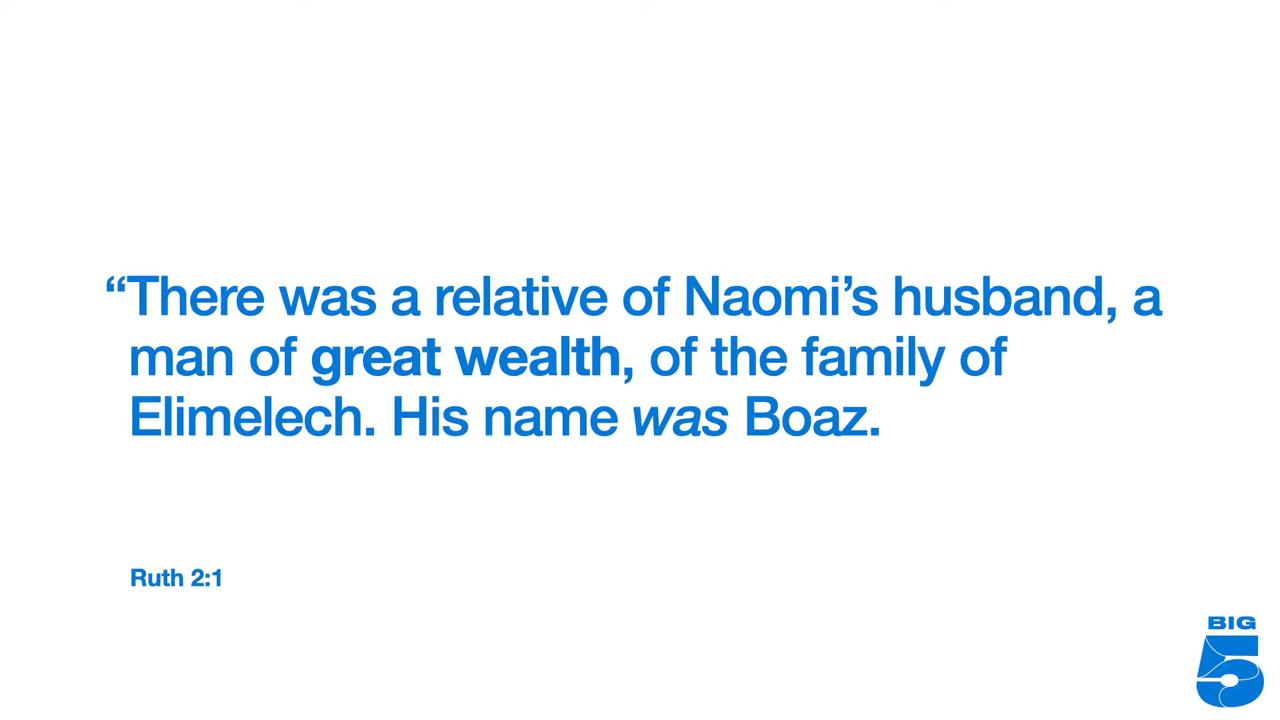 “There was a relative of Naomi’s husband, a
man of great wealth, of the family of
Elimelech. His name was Boaz.
Ruth 2:1
BIG
5